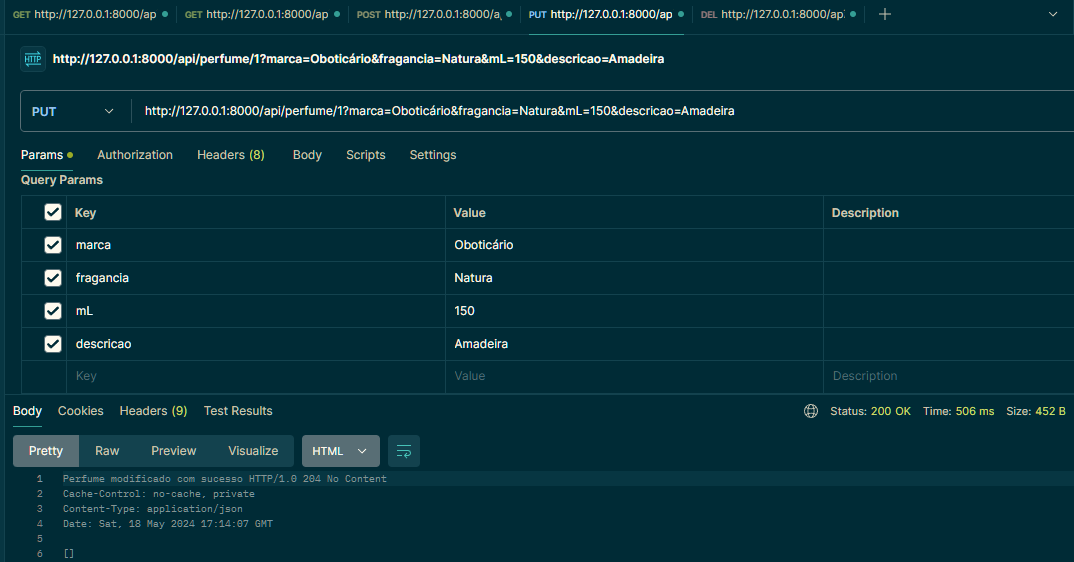 GET http://127.0.0.1:8000/ap
GET http://127.0.0.1:8000/ap
POST http://127.0.0.1:8000/a
PUT http://127.0.0.1:8000/ap
DEL http://127.0.0.1:8000/ap
HTTP http://127.0.0.1:8000/api/perfume/1?marca=Oboticário&fragancia=Natura&mL=150&descricao=Amadeira
PUT http://127.0.0.1:8000/api/perfume/1?marca=Oboticário&fragancia=Natura&mL=150&descricao=Amadeira
Params Authorization Headers (8) Body Scripts Settings
Query Params
Key Value Description
marca Oboticário
fragancia Natura
mL 150
descricao Amadeira
Key Value Description
Body Cookies Headers (9) Test Results Status: 200 OK Time: 506 ms Size: 452 B
Pretty Raw Preview Visualize HTML
1 Perfume modificado com sucesso HTTP/1.0 204 No Content
2 Cache-Control: no-cache, private
3 Content-Type: application/json
4 Date: Sat, 18 May 2024 17:14:07 GMT
5
6 []